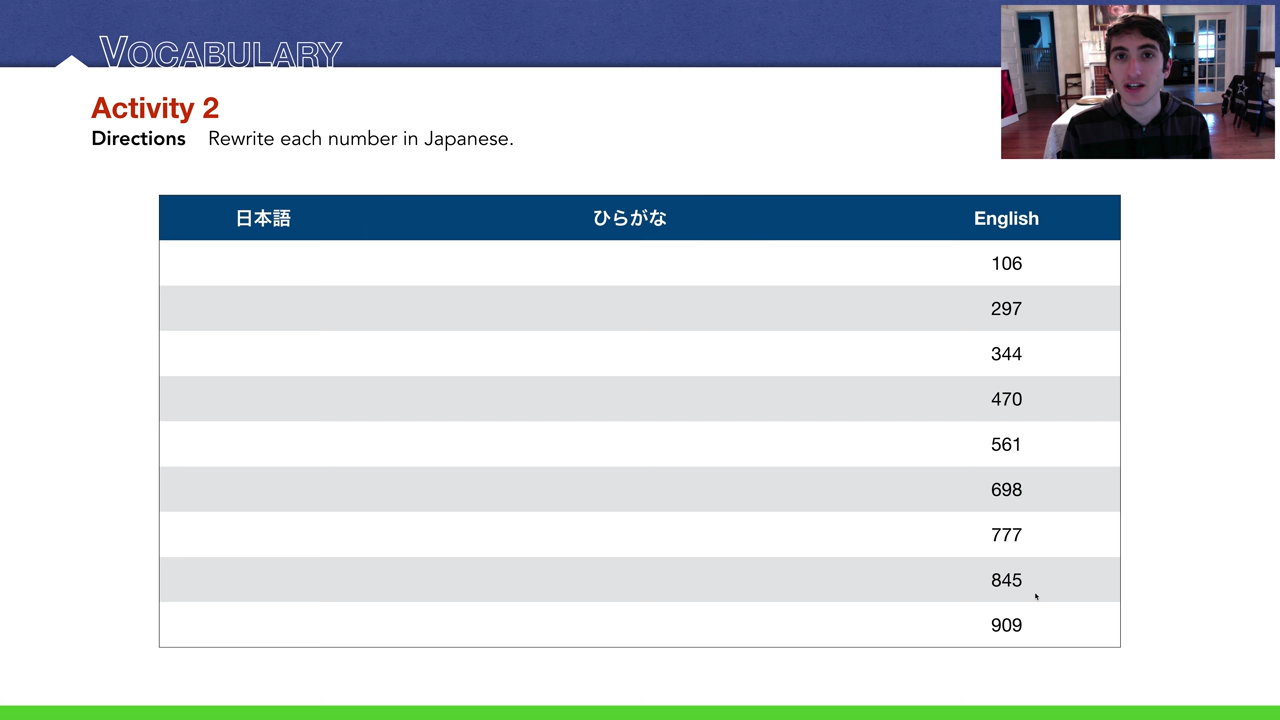 VOCABULARY
Activity 2
Directions Rewrite each number in Japanese.
日本語 ひらがな English
106
297
344
470
561
698
777
845
909